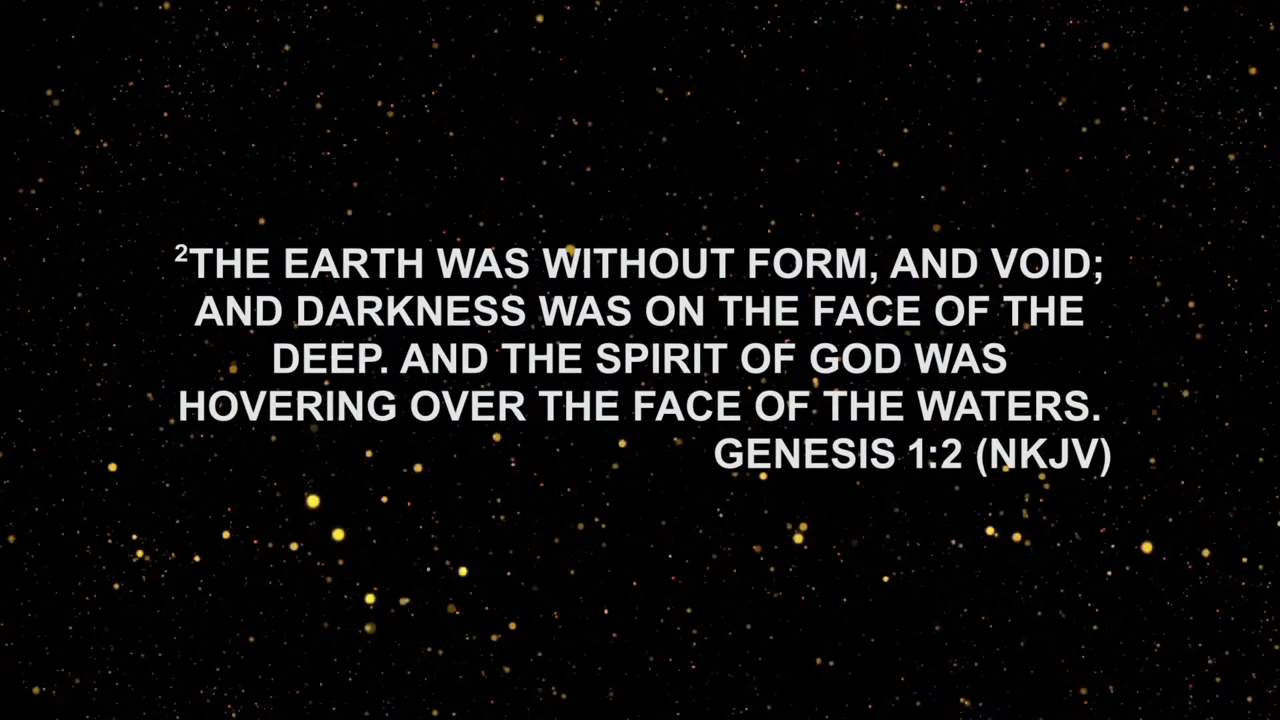 ²THE EARTH WAS WITHOUT FORM, AND VOID;
AND DARKNESS WAS ON THE FACE OF THE
DEEP. AND THE SPIRIT OF GOD WAS
HOVERING OVER THE FACE OF THE WATERS.
GENESIS 1:2 (NKJV)